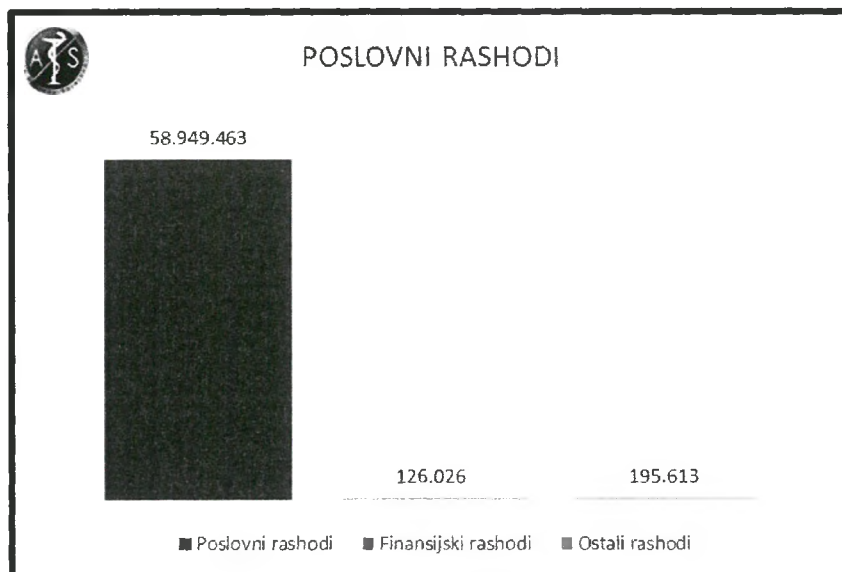 A S
POSLOVNI RASHODI
58.949.463
126.026
195.613
Poslovni rashodi Finansijski rashodi Ostali rashodi